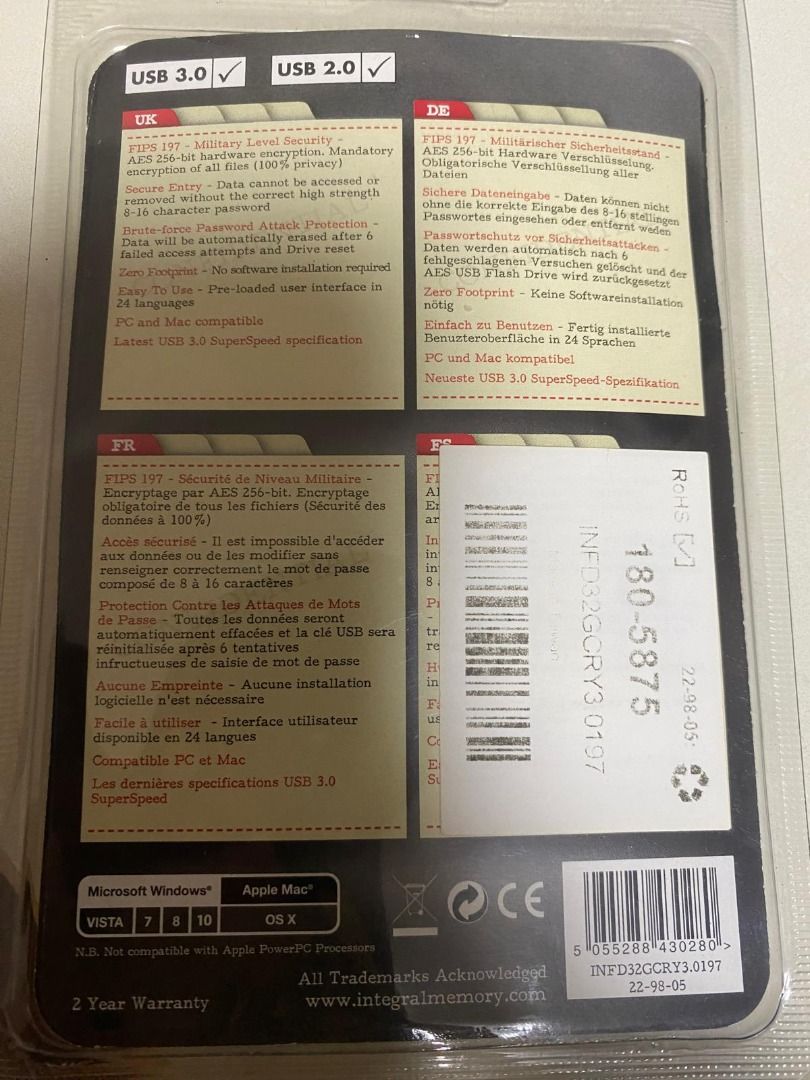 USB 3.0 ✓ USB 2.0 ✓
UK
FIPS 197 - Military Level Security -
AES 256-bit hardware encryption. Mandatory
encryption of all files (100% privacy)
Secure Entry - Data cannot be accessed or
removed without the correct high strength
8-16 character password
Brute-force Password Attack Protection -
Data will be automatically erased after 6
failed access attempts and Drive reset
Zero Footprint - No software installation required
Easy To Use - Pre-loaded user interface in
24 languages
PC and Mac compatible
Latest USB 3.0 SuperSpeed specification
DE
FIPS 197 - Militärischer Sicherheitsstand -
AES 256-bit Hardware Verschlüsselung.
Obligatorische Verschlüssellung aller
Dateien
Sichere Dateneingabe - Daten können nicht
ohne die korrekte Eingabe des 8-16 stellingen
Passwortes eingesehen oder entfernt weden
Passwortschutz vor Sicherheitsattacken -
Daten werden automatisch nach 6
fehlgeschlagenen Versuchen gelöscht und der
AES USB Flash Drive wird zurückgesetzt
Zero Footprint - Keine Softwareinstallation
nötig
Einfach zu Benutzen - Fertig installierte
Benuzteroberfläche in 24 Sprachen
PC und Mac kompatibel
Neueste USB 3.0 SuperSpeed-Spezifikation
FR
FIPS 197 - Sécurité de Niveau Militaire -
Encryptage par AES 256-bit. Encryptage
obligatoire de tous les fichiers (Sécurité des
données à 100%)
Accès sécurisé - Il est impossible d'accéder
aux données ou de les modifier sans
renseigner correctement le mot de passe
composé de 8 à 16 caractères
Protection Contre les Attaques de Mots
de Passe - Toutes les données seront
automatiquement effacées et la clé USB sera
réinitialisée après 6 tentatives
infructueuses de saisie de mot de passe
Aucune Empreinte - Aucune installation
logicielle n'est nécessaire
Facile à utiliser - Interface utilisateur
disponible en 24 langues
Compatible PC et Mac
Les dernières specifications USB 3.0
SuperSpeed
ES
RoHS [✓] 22-98-05
180-5875
INFD32GCRY3.0197
Microsoft Windows® Apple Mac®
VISTA 7 8 10 OS X
N.B. Not compatible with Apple PowerPC Processors
CE
All Trademarks Acknowledged
2 Year Warranty www.integralmemory.com
5 055288 430280 >
INFD32GCRY3.0197
22-98-05